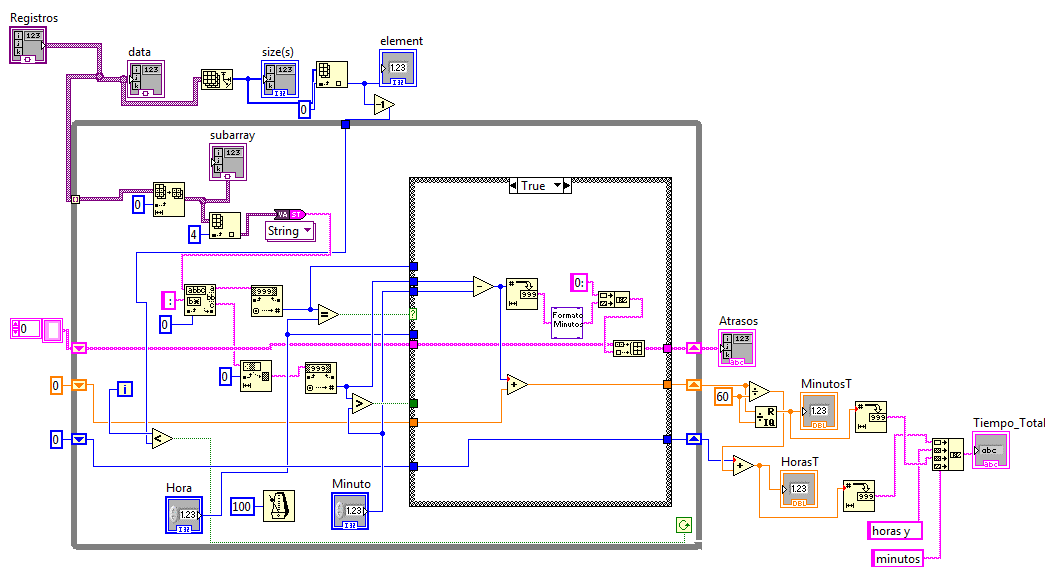 Registros
data
size(s)
element
0
subarray
True
0
4
String
:
0
0:
Formato
Minutos
0
0
Atrasos
0
i
60
MinutosT
0
Tiempo_Total
HorasT
Hora
100
Minuto
horas y
minutos